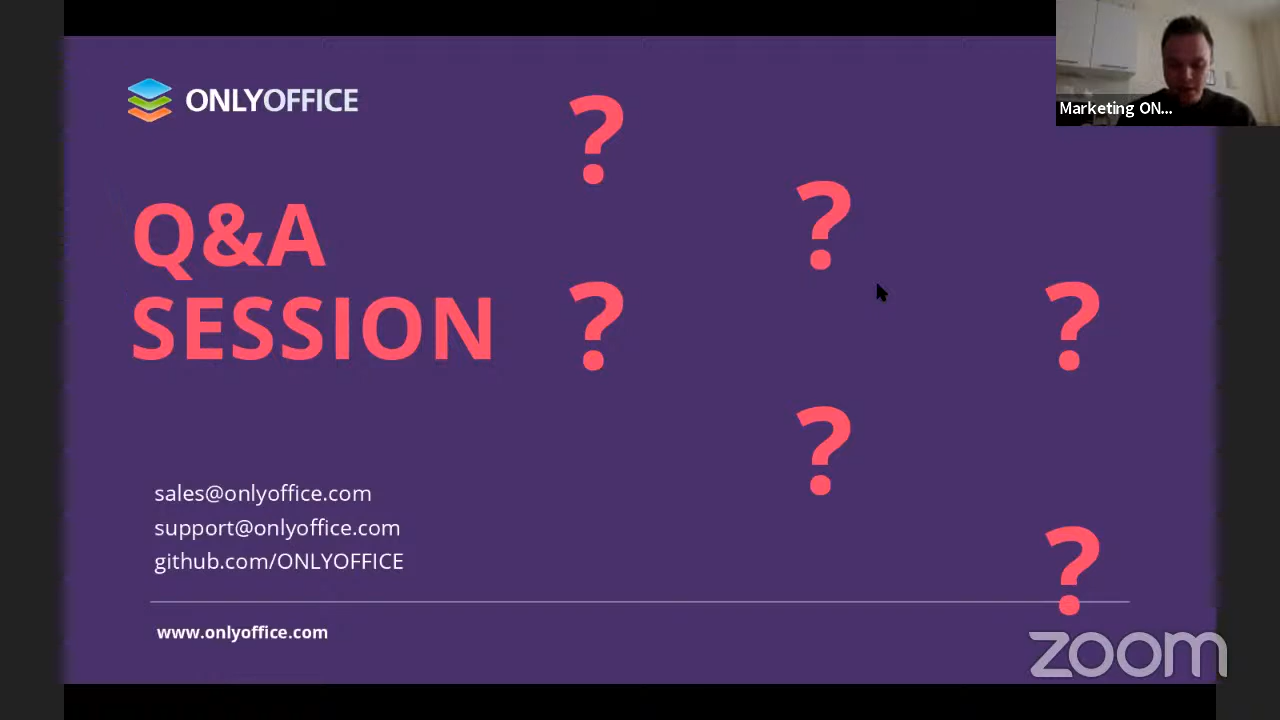 ONLYOFFICE
Marketing ON...
?
?
Q&A
SESSION
?
?
?
sales@onlyoffice.com
support@onlyoffice.com
github.com/ONLYOFFICE
?
www.onlyoffice.com
zoom